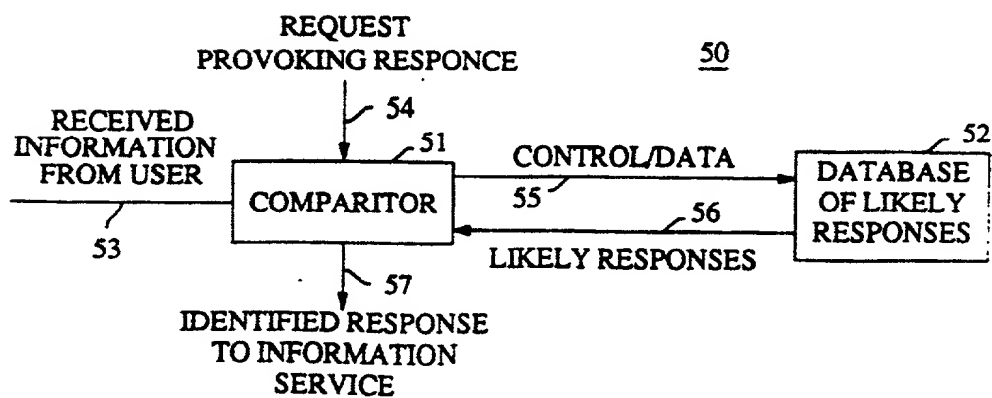 REQUEST
PROVOKING RESPONCE
50
54
RECEIVED
INFORMATION
FROM USER
53
51
COMPARITOR
CONTROL/DATA
55
52
DATABASE
OF LIKELY
RESPONSES
56
LIKELY RESPONSES
57
IDENTIFIED RESPONSE
TO INFORMATION
SERVICE